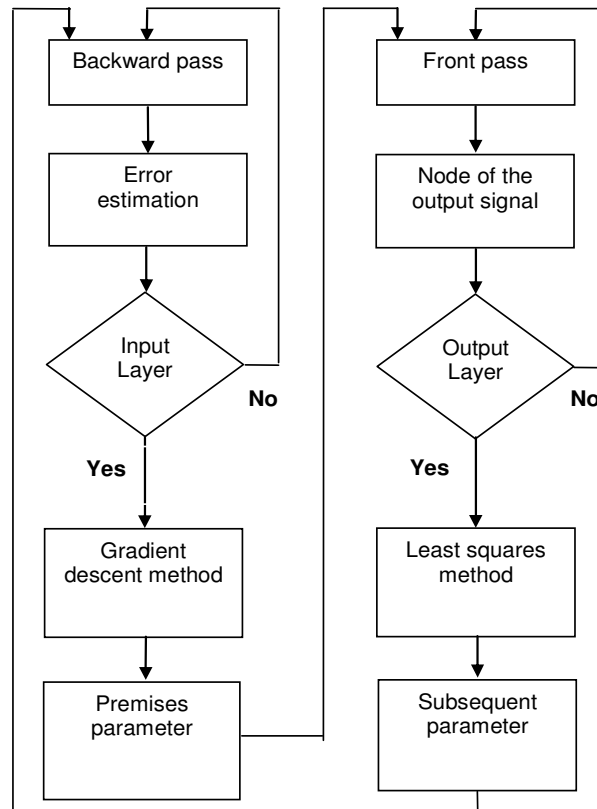 Backward pass
Error
estimation
Input
Layer
No
Yes
Gradient
descent method
Premises
parameter
Front pass
Node of the
output signal
Output
Layer
No
Yes
Least squares
method
Subsequent
parameter